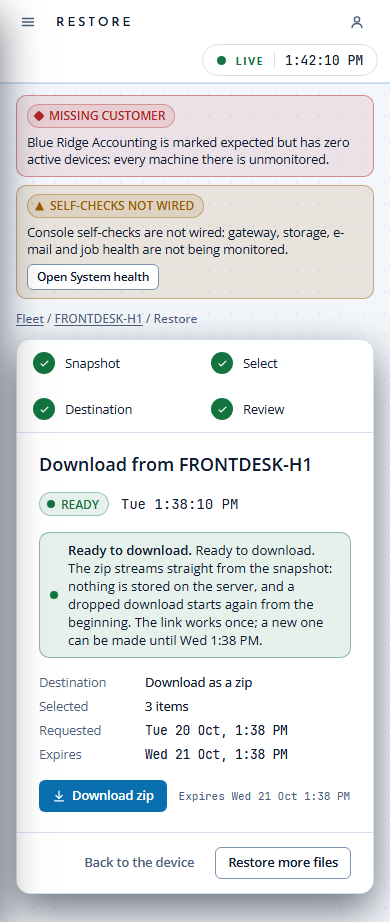 RESTORE
LIVE 1:42:10 PM
MISSING CUSTOMER
Blue Ridge Accounting is marked expected but has zero
active devices: every machine there is unmonitored.
SELF-CHECKS NOT WIRED
Console self-checks are not wired: gateway, storage, e-
mail and job health are not being monitored.
Open System health
Fleet / FRONTDESK-H1 / Restore
Snapshot Select
Destination Review
Download from FRONTDESK-H1
READY Tue 1:38:10 PM
Ready to download. Ready to download.
The zip streams straight from the snapshot:
nothing is stored on the server, and a
dropped download starts again from the
beginning. The link works once; a new one
can be made until Wed 1:38 PM.
Destination Download as a zip
Selected 3 items
Requested Tue 20 Oct, 1:38 PM
Expires Wed 21 Oct, 1:38 PM
Download zip Expires Wed 21 Oct 1:38 PM
Back to the device Restore more files